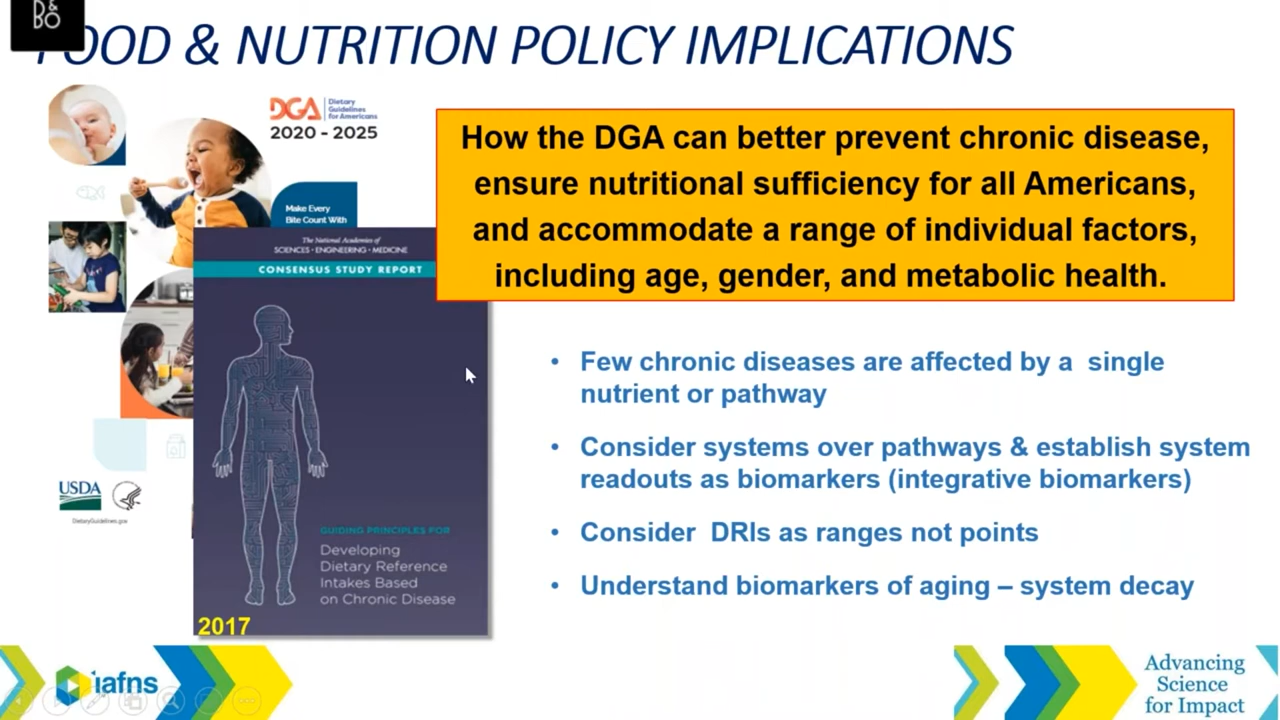 B&
BO
FOOD & NUTRITION POLICY IMPLICATIONS
DGA
Dietary
Guidelines
for Americans
2020 - 2025
Make Every
Bite Count With
How the DGA can better prevent chronic disease,
ensure nutritional sufficiency for all Americans,
and accommodate a range of individual factors,
including age, gender, and metabolic health.
The National Academies of
SCIENCES • ENGINEERING • MEDICINE
CONSENSUS STUDY REPORT
GUIDING PRINCIPLES FOR
Developing
Dietary Reference
Intakes Based
on Chronic Disease
2017
USDA
DietaryGuidelines.gov
• Few chronic diseases are affected by a  single
nutrient or pathway
• Consider systems over pathways & establish system
readouts as biomarkers (integrative biomarkers)
• Consider  DRIs as ranges not points
• Understand biomarkers of aging – system decay
iafns
Advancing
Science
for Impact